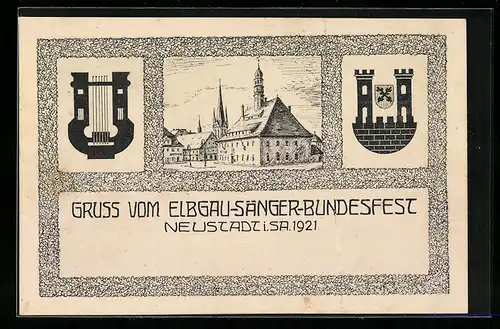 GRUSS VOM ELBGAU-SÄNGER-BUNDESFEST
NEUSTADT i. SA. 1921